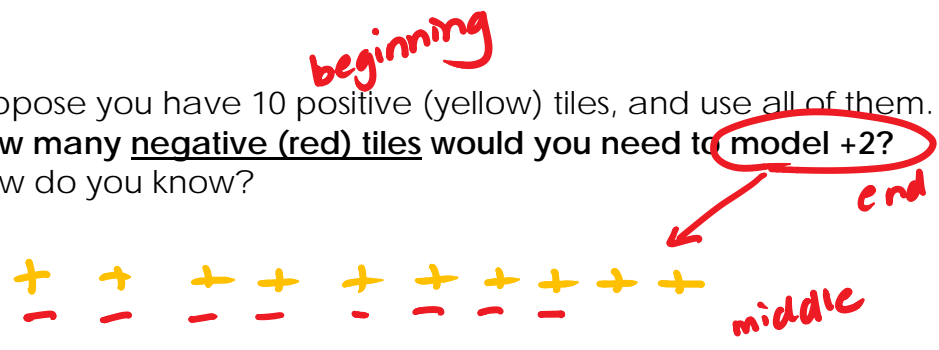 beginning
ppose you have 10 positive (yellow) tiles, and use all of them.
w many negative (red) tiles would you need to model +2?
w do you know?
end
+ + + + + + + + + +
- - - - - - - -
middle